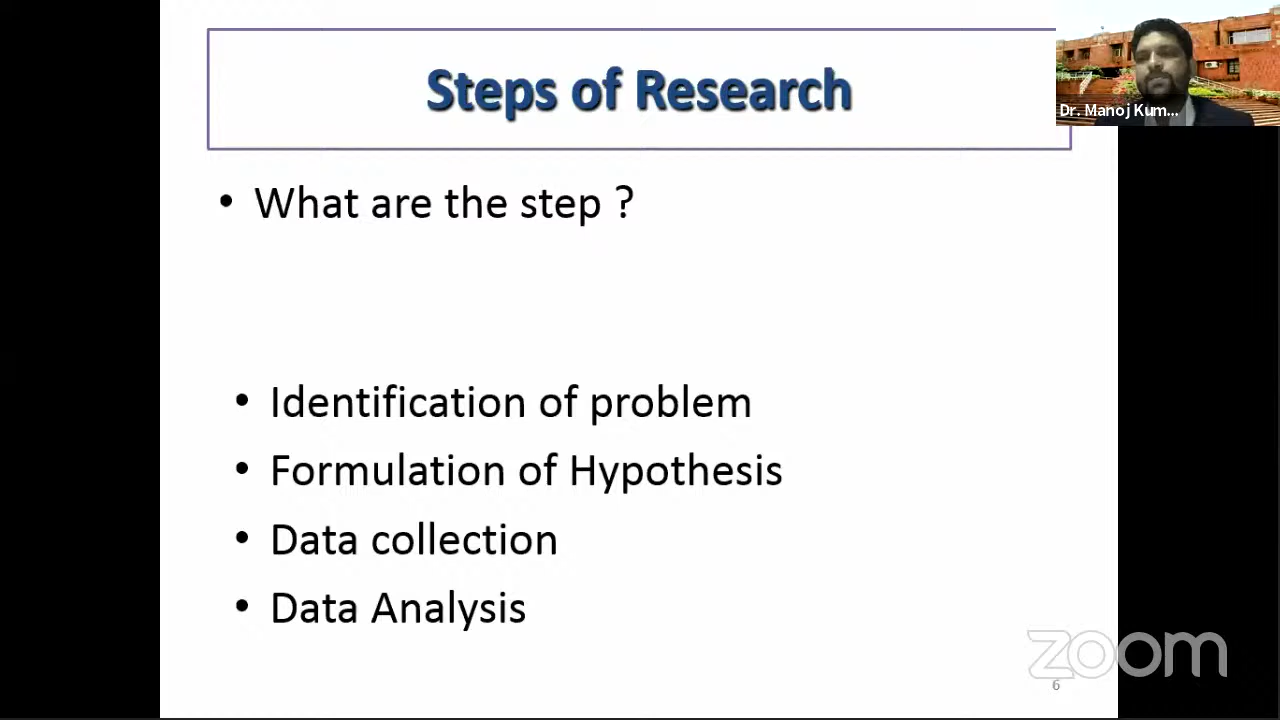 Steps of Research
Dr. Manoj Kum...
• What are the step ?
• Identification of problem
• Formulation of Hypothesis
• Data collection
• Data Analysis
zoom
6